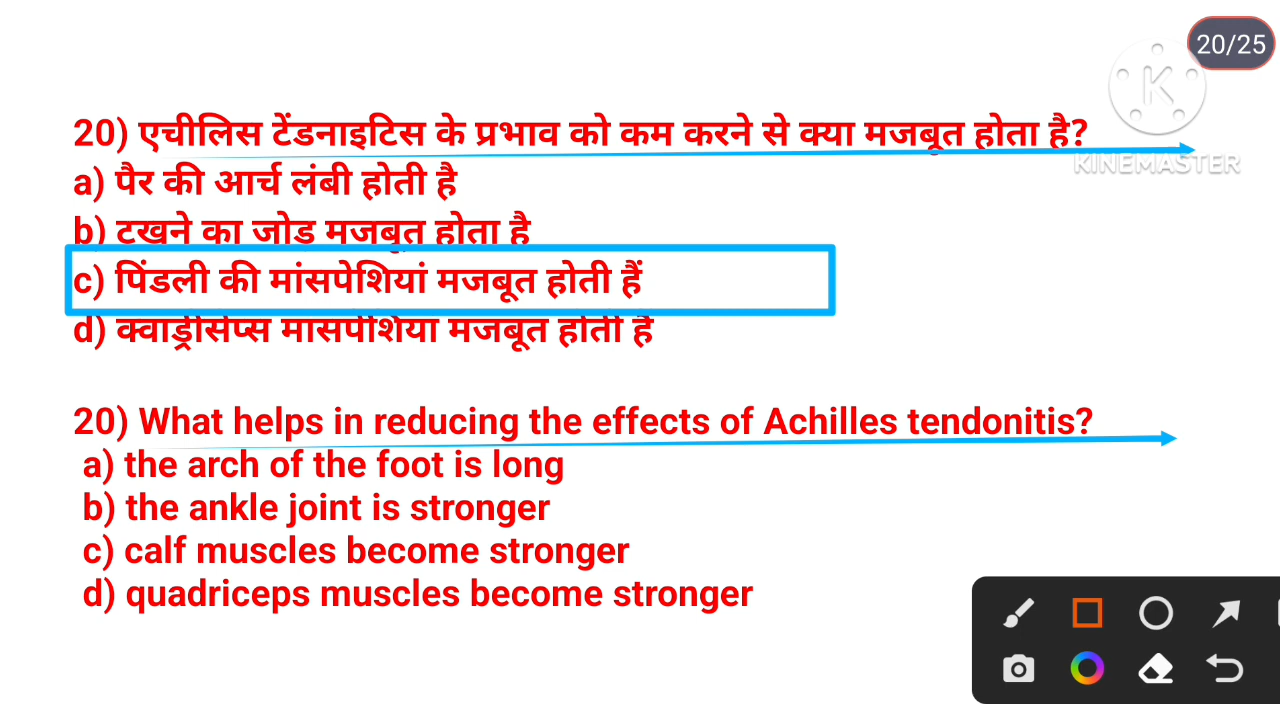 20/25
20) एचीलिस टेंडनाइटिस के प्रभाव को कम करने से क्या मजबूत होता है?
KINEMASTER
a) पैर की आर्च लंबी होती है
b) टखने का जोड मजबूत होता है
c) पिंडली की मांसपेशियां मजबूत होती हैं
d) क्वाड्रीसेप्स मांसपेशियां मजबूत होती हैं
20) What helps in reducing the effects of Achilles tendonitis?
a) the arch of the foot is long
b) the ankle joint is stronger
c) calf muscles become stronger
d) quadriceps muscles become stronger